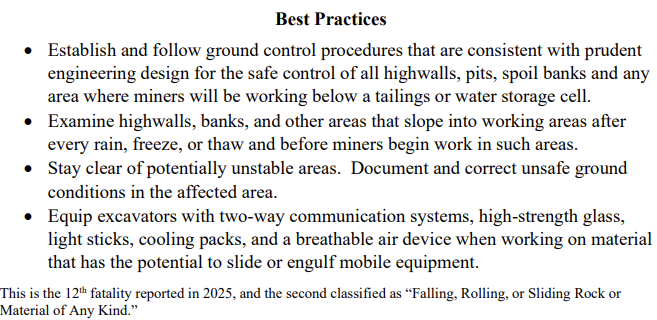 Best Practices
• Establish and follow ground control procedures that are consistent with prudent
engineering design for the safe control of all highwalls, pits, spoil banks and any
area where miners will be working below a tailings or water storage cell.
• Examine highwalls, banks, and other areas that slope into working areas after
every rain, freeze, or thaw and before miners begin work in such areas.
• Stay clear of potentially unstable areas.  Document and correct unsafe ground
conditions in the affected area.
• Equip excavators with two-way communication systems, high-strength glass,
light sticks, cooling packs, and a breathable air device when working on material
that has the potential to slide or engulf mobile equipment.
This is the 12th fatality reported in 2025, and the second classified as “Falling, Rolling, or Sliding Rock or
Material of Any Kind.”